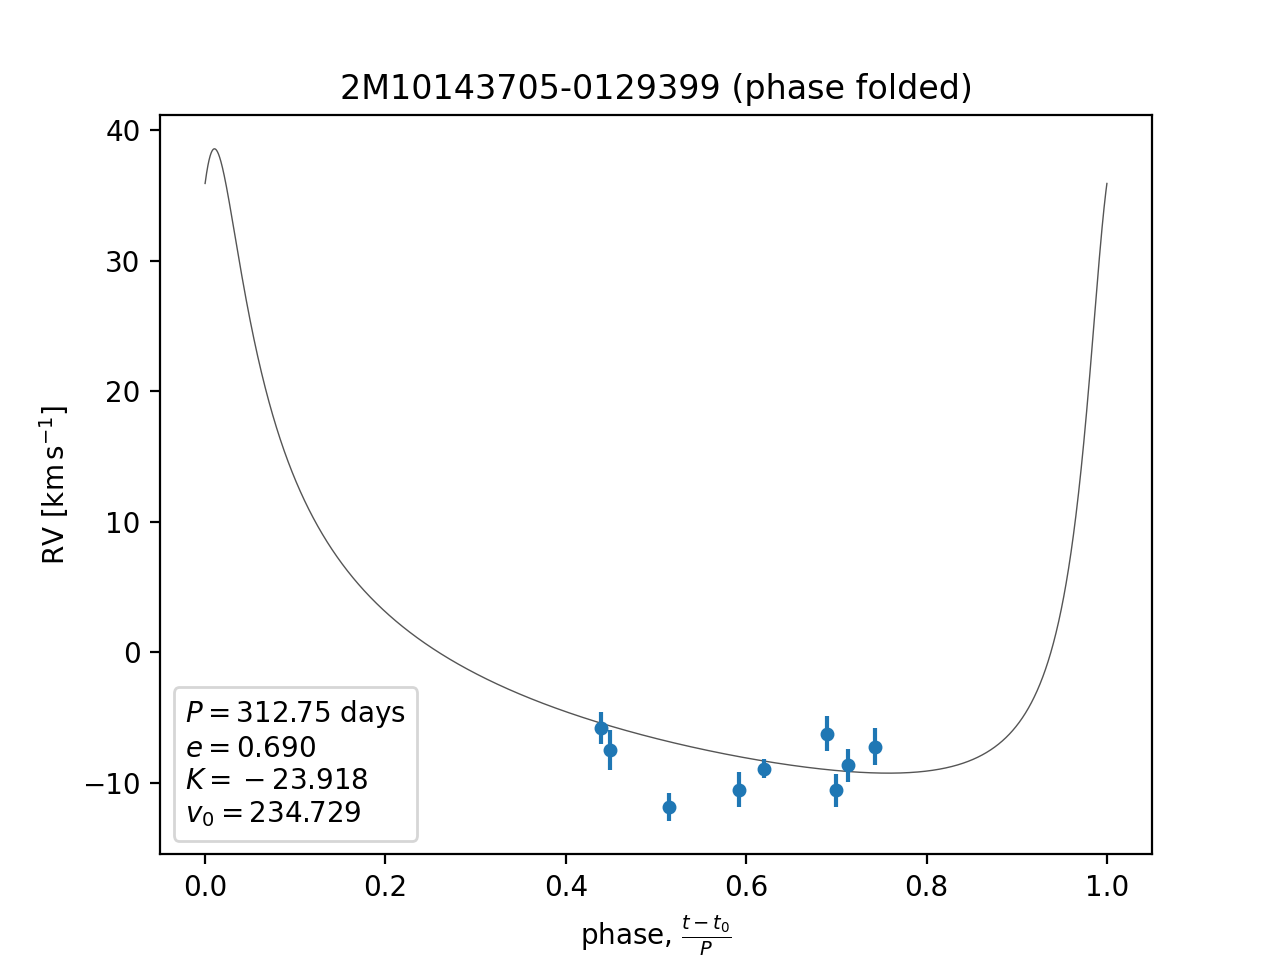 2M10143705-0129399 (phase folded)
RV [km s⁻¹]
40
30
20
10
0
−10
P = 312.75 days
e = 0.690
K = −23.918
v₀ = 234.729
0.0 0.2 0.4 0.6 0.8 1.0
phase, (t − t₀)/P